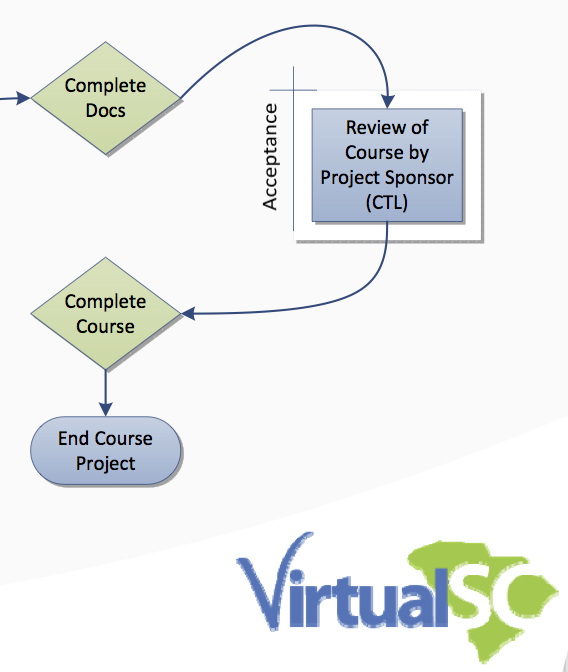 Complete
Docs
Acceptance
Review of
Course by
Project Sponsor
(CTL)
Complete
Course
End Course
Project
VirtualSC